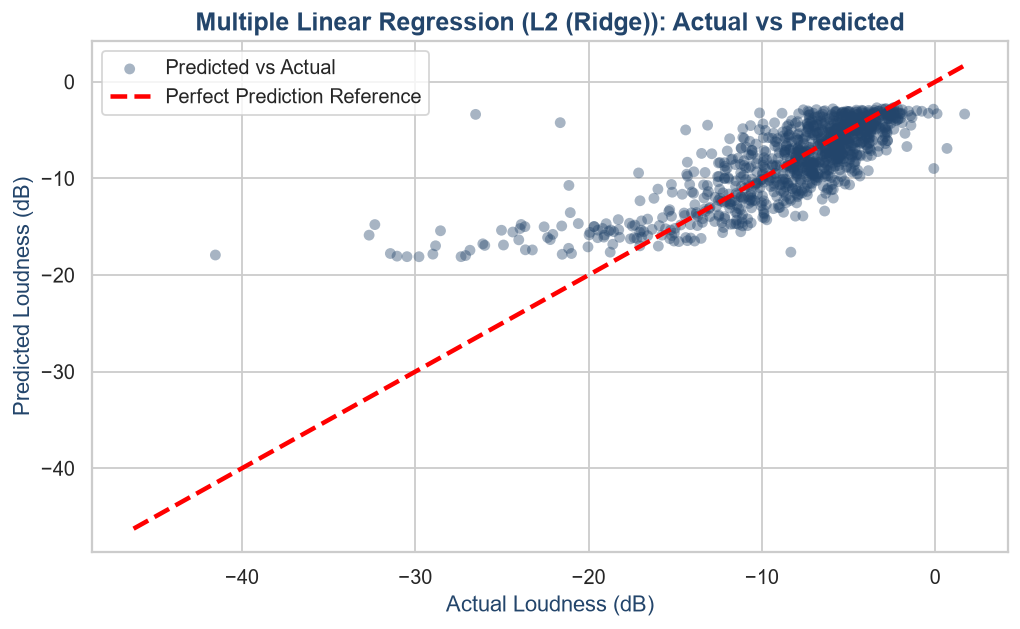 Multiple Linear Regression (L2 (Ridge)): Actual vs Predicted
Predicted vs Actual
Perfect Prediction Reference
0
−10
−20
−30
−40
Predicted Loudness (dB)
−40 −30 −20 −10 0
Actual Loudness (dB)